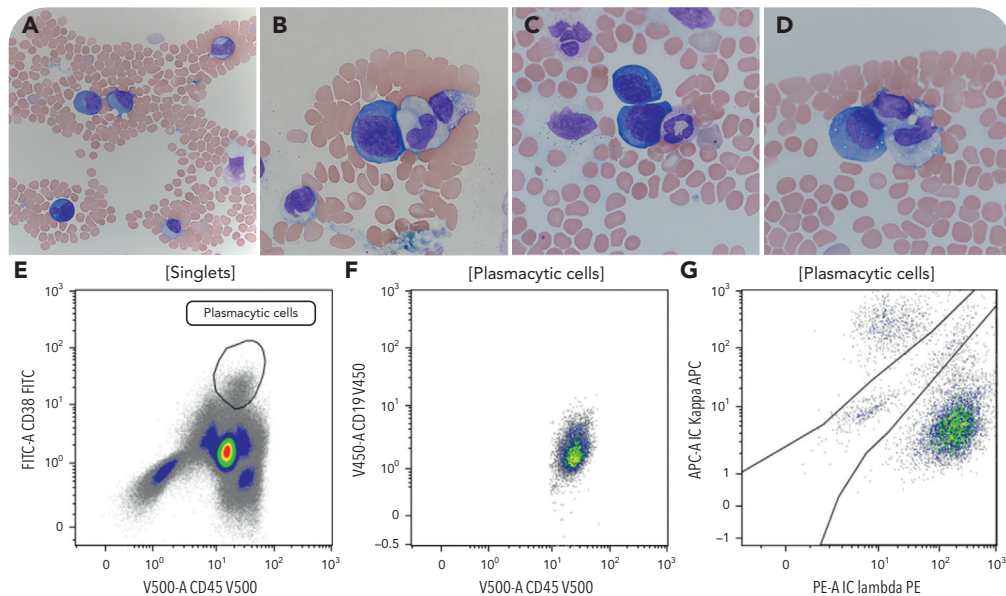 A
B
C
D
E
[Singlets]
Plasmacytic cells
10³
10²
10¹
10⁰
0
FITC-A CD38 FITC
0
10⁰
10¹
10²
10³
V500-A CD45 V500
F
[Plasmacytic cells]
10³
10²
10¹
10⁰
0
–0.5
V450-A CD19 V450
0
10⁰
10¹
10²
10³
V500-A CD45 V500
G
[Plasmacytic cells]
10³
10²
10¹
1
0
–1
APC-A IC Kappa APC
0
10¹
10²
10³
PE-A IC lambda PE